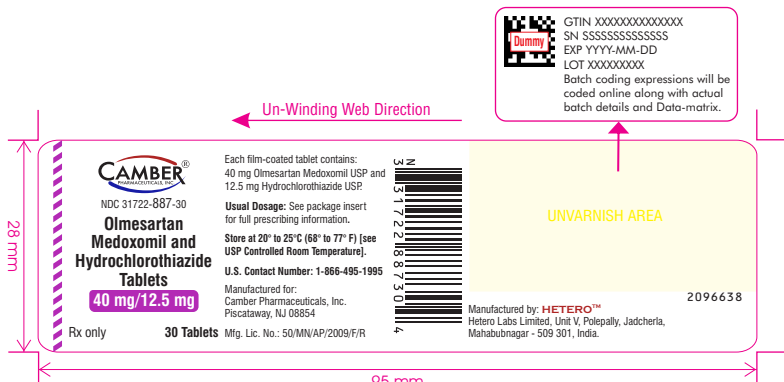 GTIN XXXXXXXXXXXXXX
SN SSSSSSSSSSSSSS
EXP YYYY-MM-DD
LOT XXXXXXXXX
Batch coding expressions will be
coded online along with actual
batch details and Data-matrix.
Dummy
Un-Winding Web Direction
28 mm
CAMBER®
PHARMACEUTICALS, INC.
NDC 31722-887-30
Olmesartan
Medoxomil and
Hydrochlorothiazide
Tablets
40 mg/12.5 mg
Rx only
30 Tablets
Each film-coated tablet contains:
40 mg Olmesartan Medoxomil USP and
12.5 mg Hydrochlorothiazide USP.
Usual Dosage: See package insert
for full prescribing information.
Store at 20° to 25°C (68° to 77° F) [see
USP Controlled Room Temperature].
U.S. Contact Number: 1-866-495-1995
Manufactured for:
Camber Pharmaceuticals, Inc.
Piscataway, NJ 08854
Mfg. Lic. No.: 50/MN/AP/2009/F/R
N
3 31722 88730 4
UNVARNISH AREA
2096638
Manufactured by: HETERO™
Hetero Labs Limited, Unit V, Polepally, Jadcherla,
Mahabubnagar - 509 301, India.
95 mm